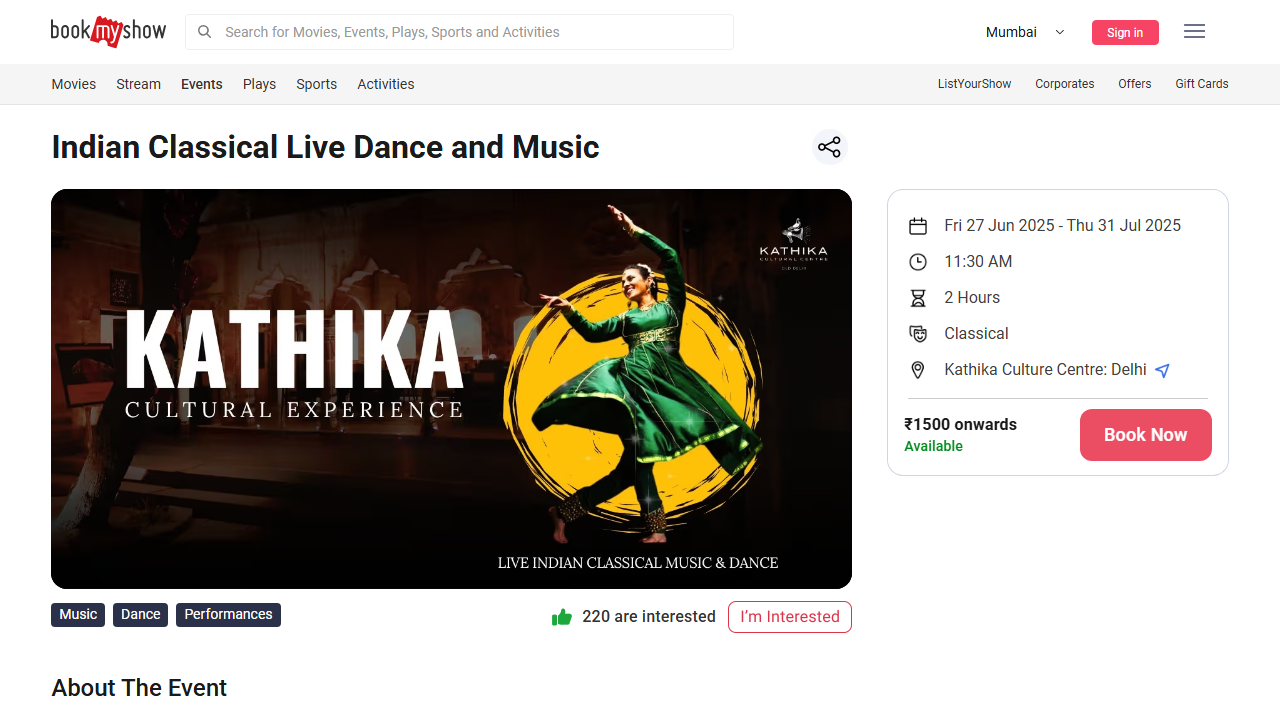 bookmyshow
Search for Movies, Events, Plays, Sports and Activities
Mumbai
Sign in
Movies Stream Events Plays Sports Activities
ListYourShow Corporates Offers Gift Cards
Indian Classical Live Dance and Music
KATHIKA
CULTURAL CENTRE
OLD DELHI
KATHIKA
CULTURAL EXPERIENCE
LIVE INDIAN CLASSICAL MUSIC & DANCE
Fri 27 Jun 2025 - Thu 31 Jul 2025
11:30 AM
2 Hours
Classical
Kathika Culture Centre: Delhi
₹1500 onwards
Available
Book Now
Music Dance Performances
220 are interested
I’m Interested
About The Event